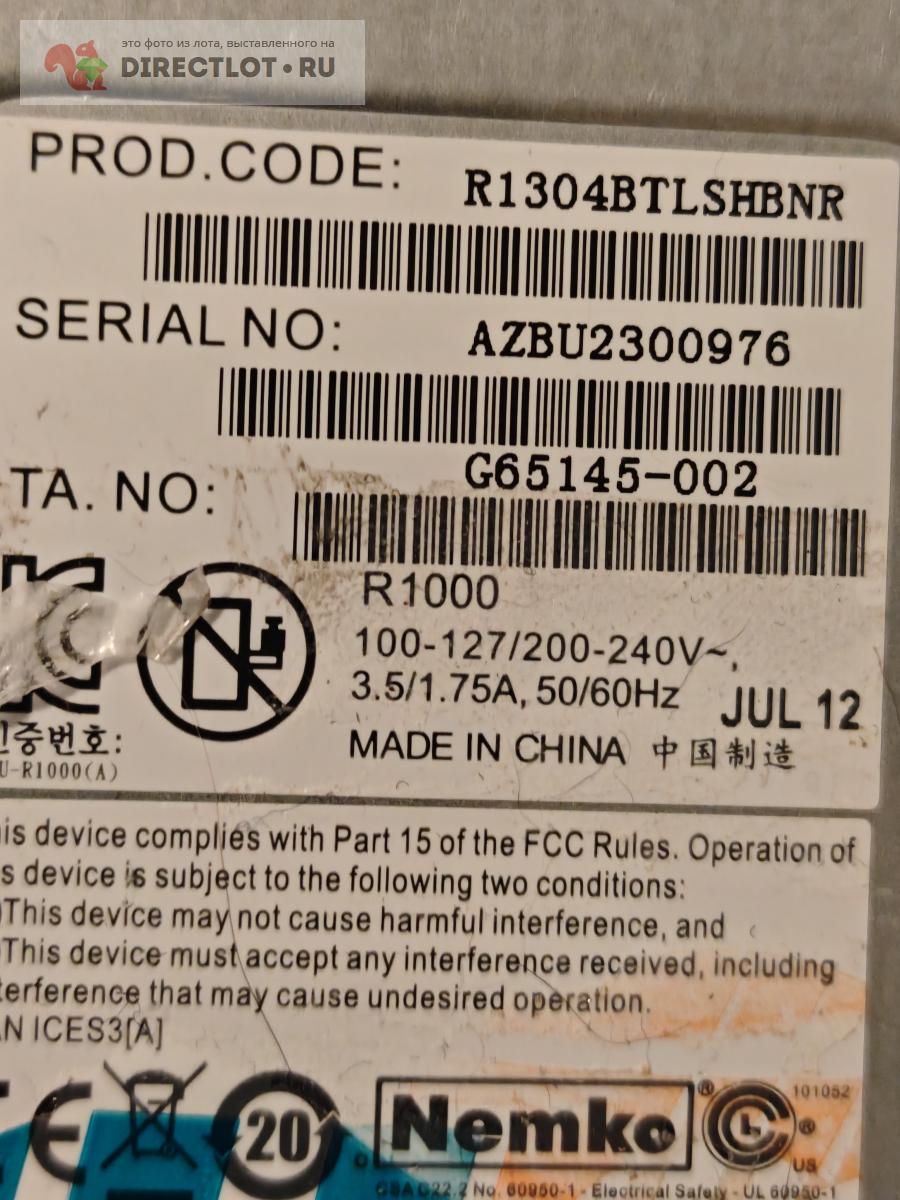 это фото из лота, выставленного на
DIRECTLOT•RU
PROD.CODE: R1304BTLSHBNR
SERIAL NO: AZBU2300976
TA. NO: G65145-002
R1000
100-127/200-240V~,
3.5/1.75A, 50/60Hz
JUL 12
MADE IN CHINA 中国制造
인증번호:
U-R1000(A)
is device complies with Part 15 of the FCC Rules. Operation of
s device is subject to the following two conditions:
)This device may not cause harmful interference, and
)This device must accept any interference received, including
terference that may cause undesired operation.
AN ICES3[A]
CE
20
Nemko
®
101052
®
US
CSA C22.2 No. 60950-1 - Electrical Safety - UL 60950-1